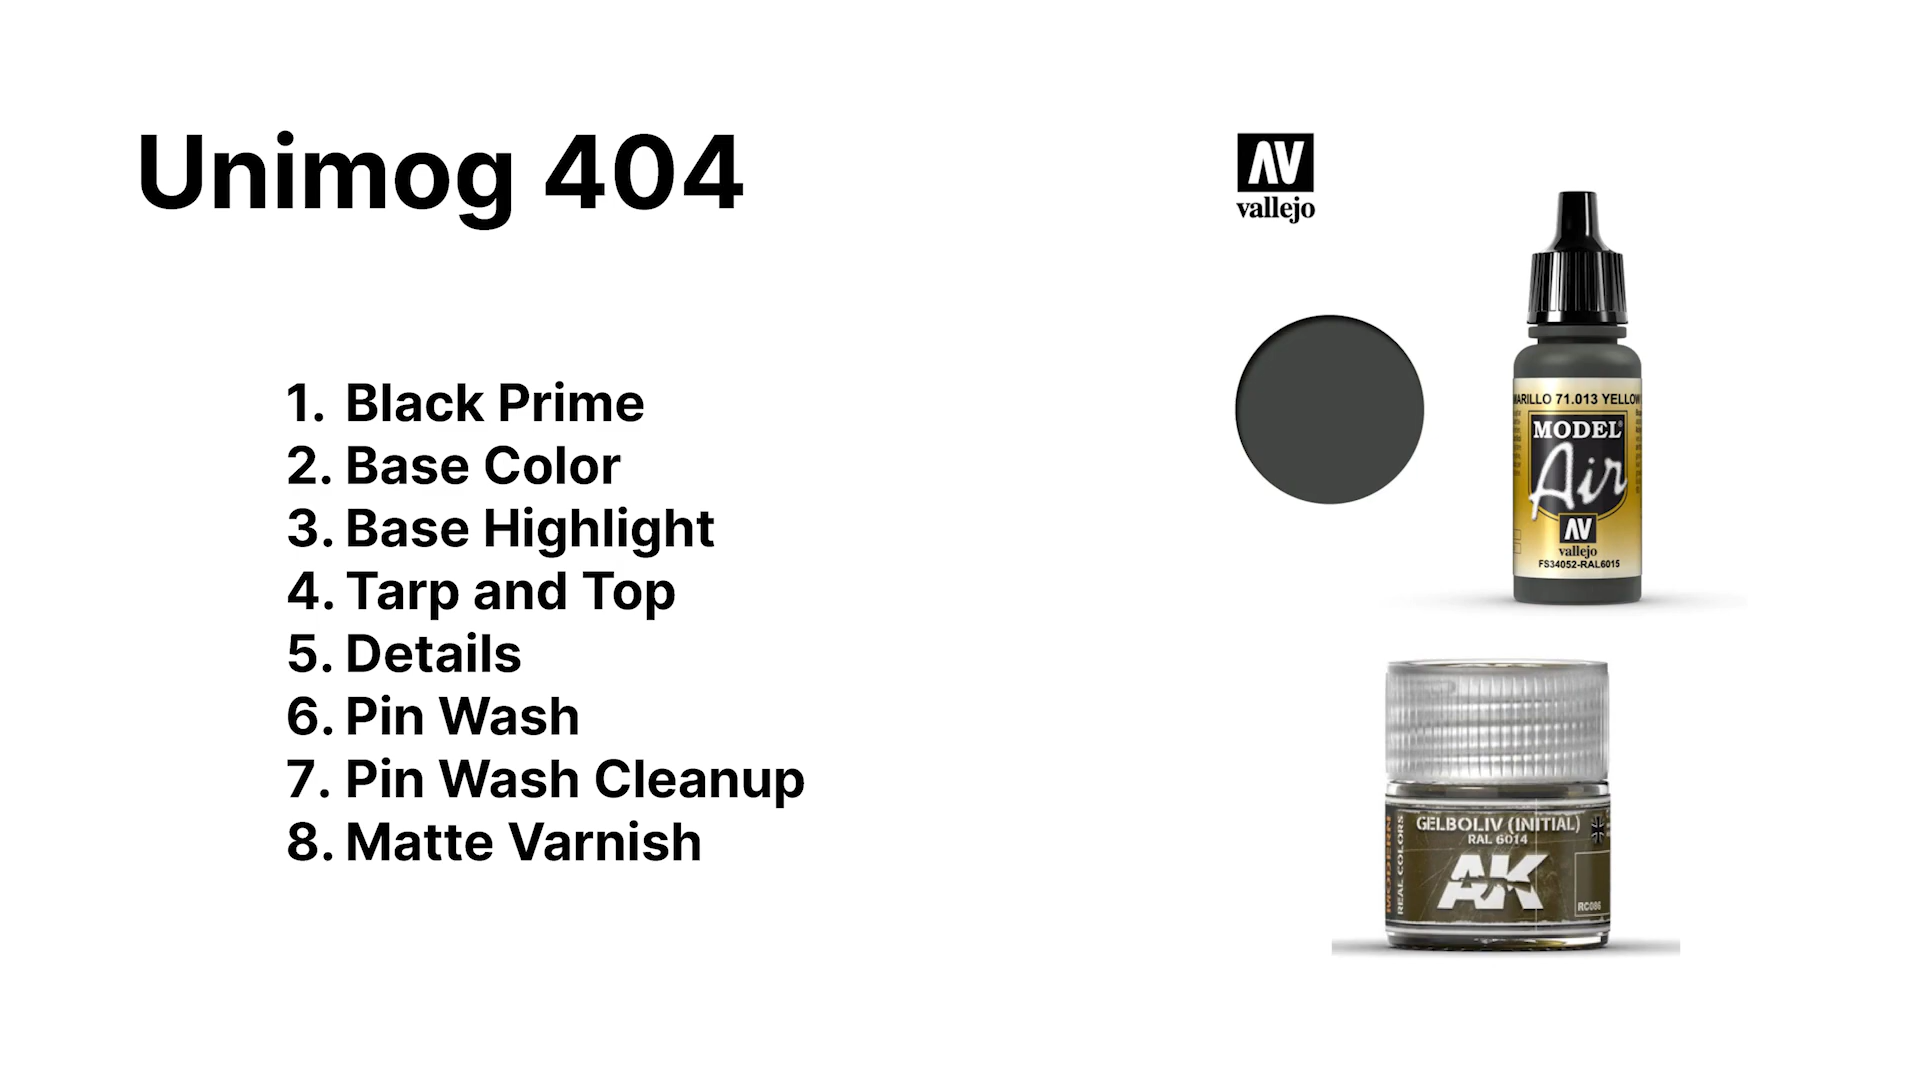 Unimog 404
1. Black Prime
2. Base Color
3. Base Highlight
4. Tarp and Top
5. Details
6. Pin Wash
7. Pin Wash Cleanup
8. Matte Varnish
AV
vallejo
ARILLO 71.013 YELLOW
MODEL
Air
AV
vallejo
FS34052-RAL6015
GELBOLIV (INITIAL)
RAL 6014
MODERN
REAL COLORS
AK
RC086